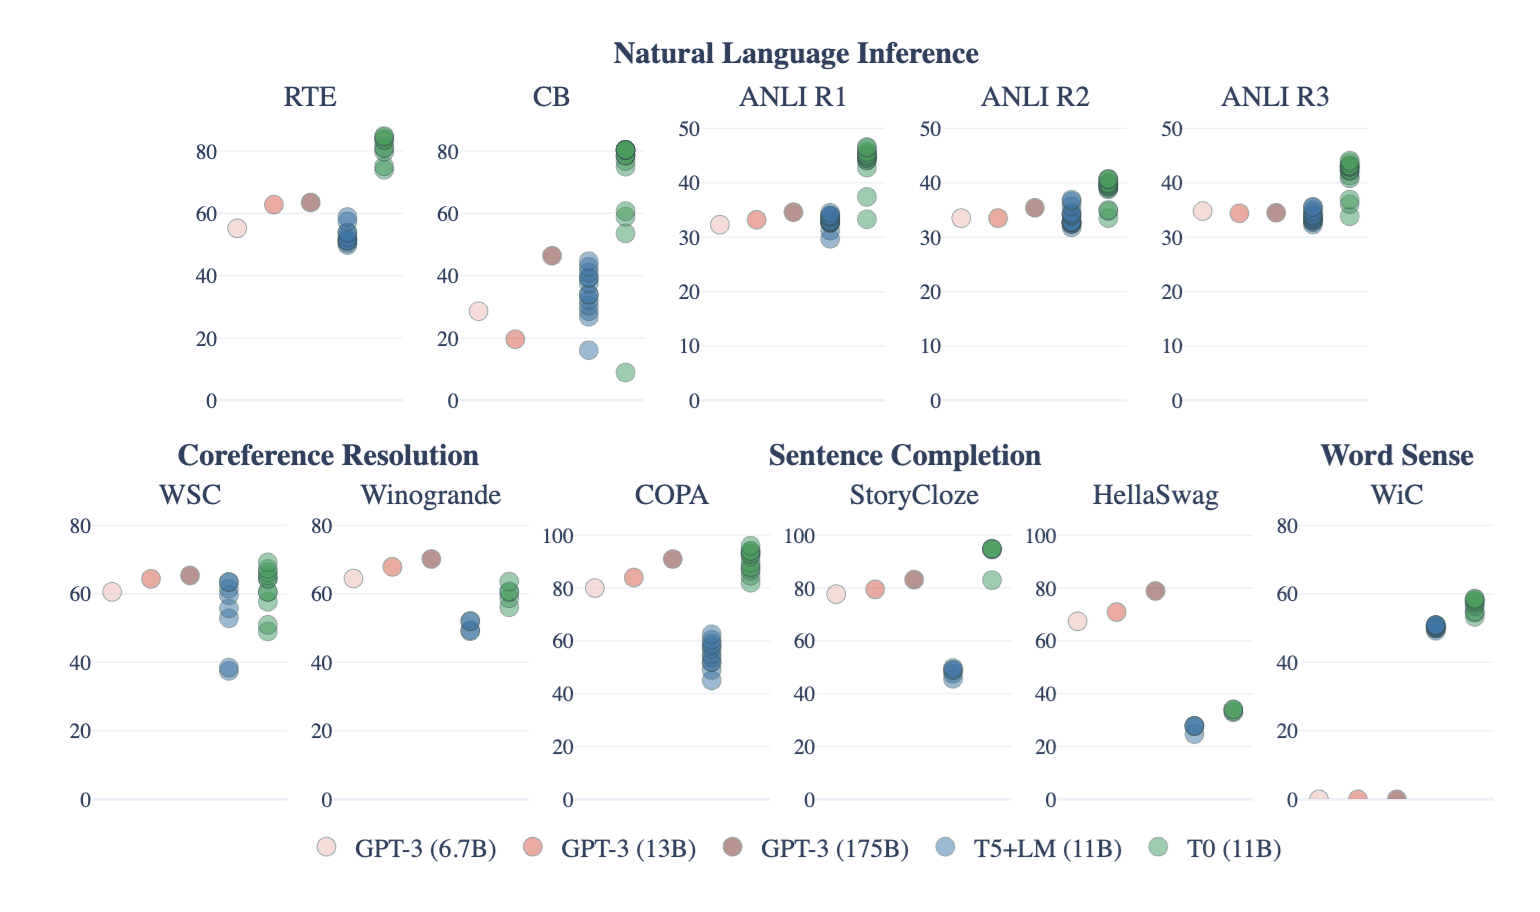 Natural Language Inference
RTE CB ANLI R1 ANLI R2 ANLI R3
80 60 40 20 0
80 60 40 20 0
50 40 30 20 10 0
50 40 30 20 10 0
50 40 30 20 10 0
Coreference Resolution Sentence Completion Word Sense
WSC Winogrande COPA StoryCloze HellaSwag WiC
80 60 40 20 0
80 60 40 20 0
100 80 60 40 20 0
100 80 60 40 20 0
100 80 60 40 20 0
80 60 40 20 0
GPT-3 (6.7B) GPT-3 (13B) GPT-3 (175B) T5+LM (11B) T0 (11B)